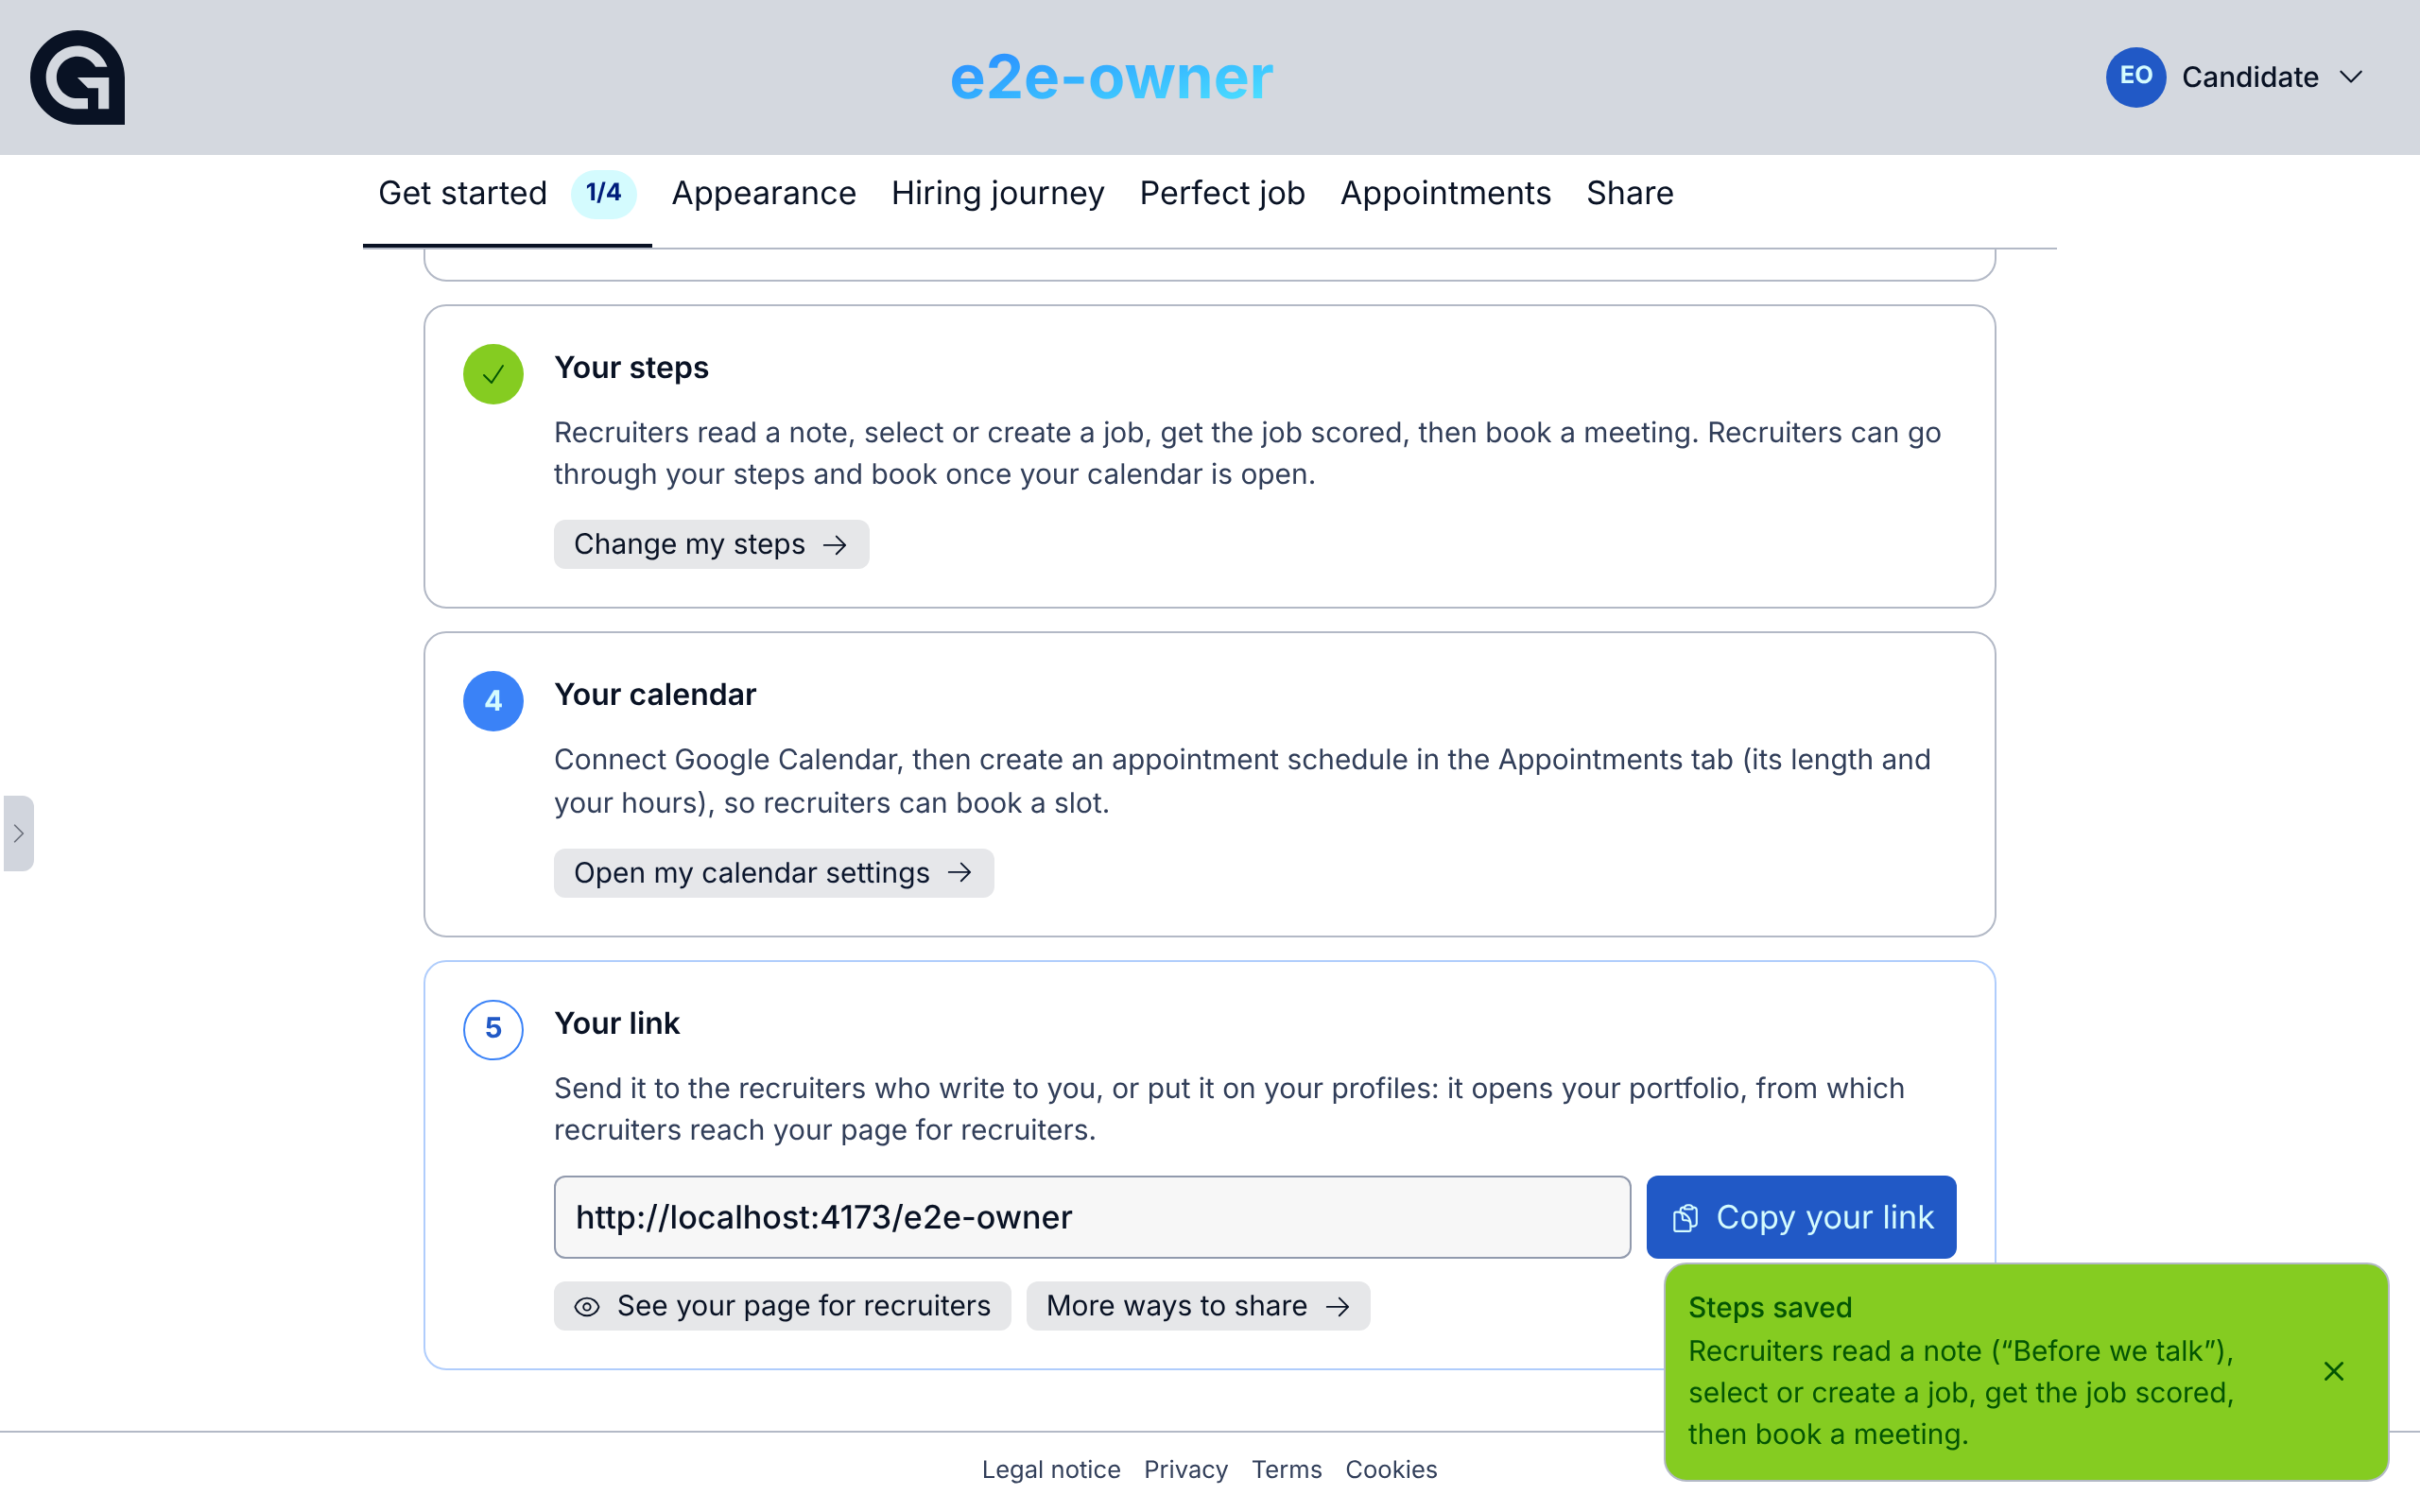 e2e-owner
EO Candidate
Get started 1/4 Appearance Hiring journey Perfect job Appointments Share
Your steps
Recruiters read a note, select or create a job, get the job scored, then book a meeting. Recruiters can go
through your steps and book once your calendar is open.
Change my steps
4 Your calendar
Connect Google Calendar, then create an appointment schedule in the Appointments tab (its length and
your hours), so recruiters can book a slot.
Open my calendar settings
5 Your link
Send it to the recruiters who write to you, or put it on your profiles: it opens your portfolio, from which
recruiters reach your page for recruiters.
http://localhost:4173/e2e-owner Copy your link
See your page for recruiters More ways to share
Steps saved
Recruiters read a note (“Before we talk”),
select or create a job, get the job scored,
then book a meeting.
Legal notice Privacy Terms Cookies